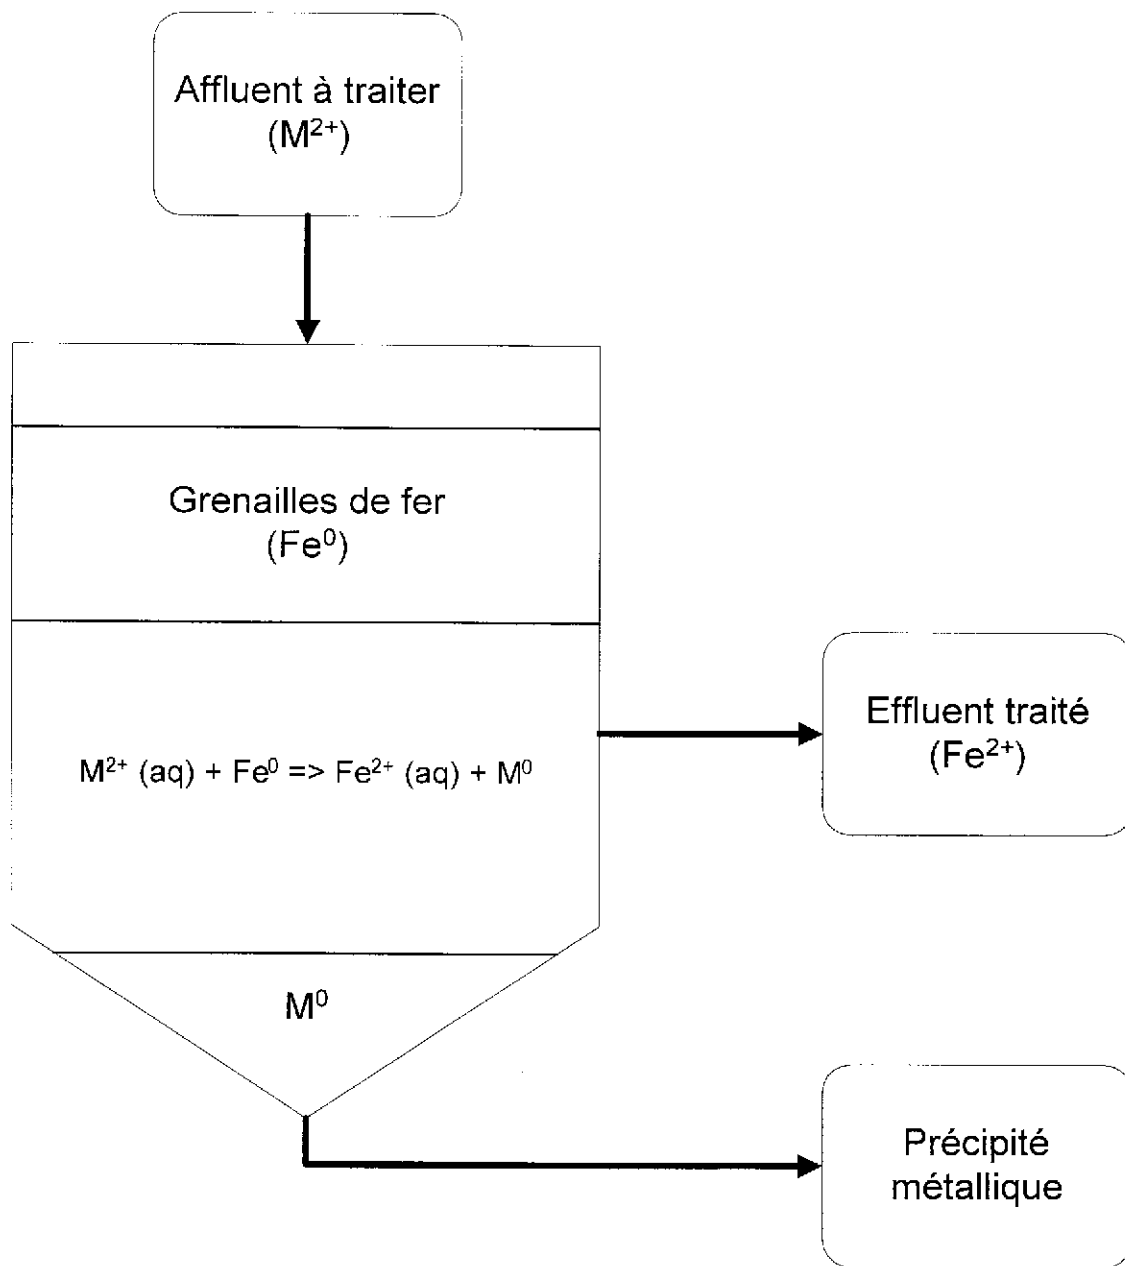 Affluent à traiter
(M²⁺)
Grenailles de fer
(Fe⁰)
M²⁺ (aq) + Fe⁰ => Fe²⁺ (aq) + M⁰
Effluent traité
(Fe²⁺)
M⁰
Précipité
métallique